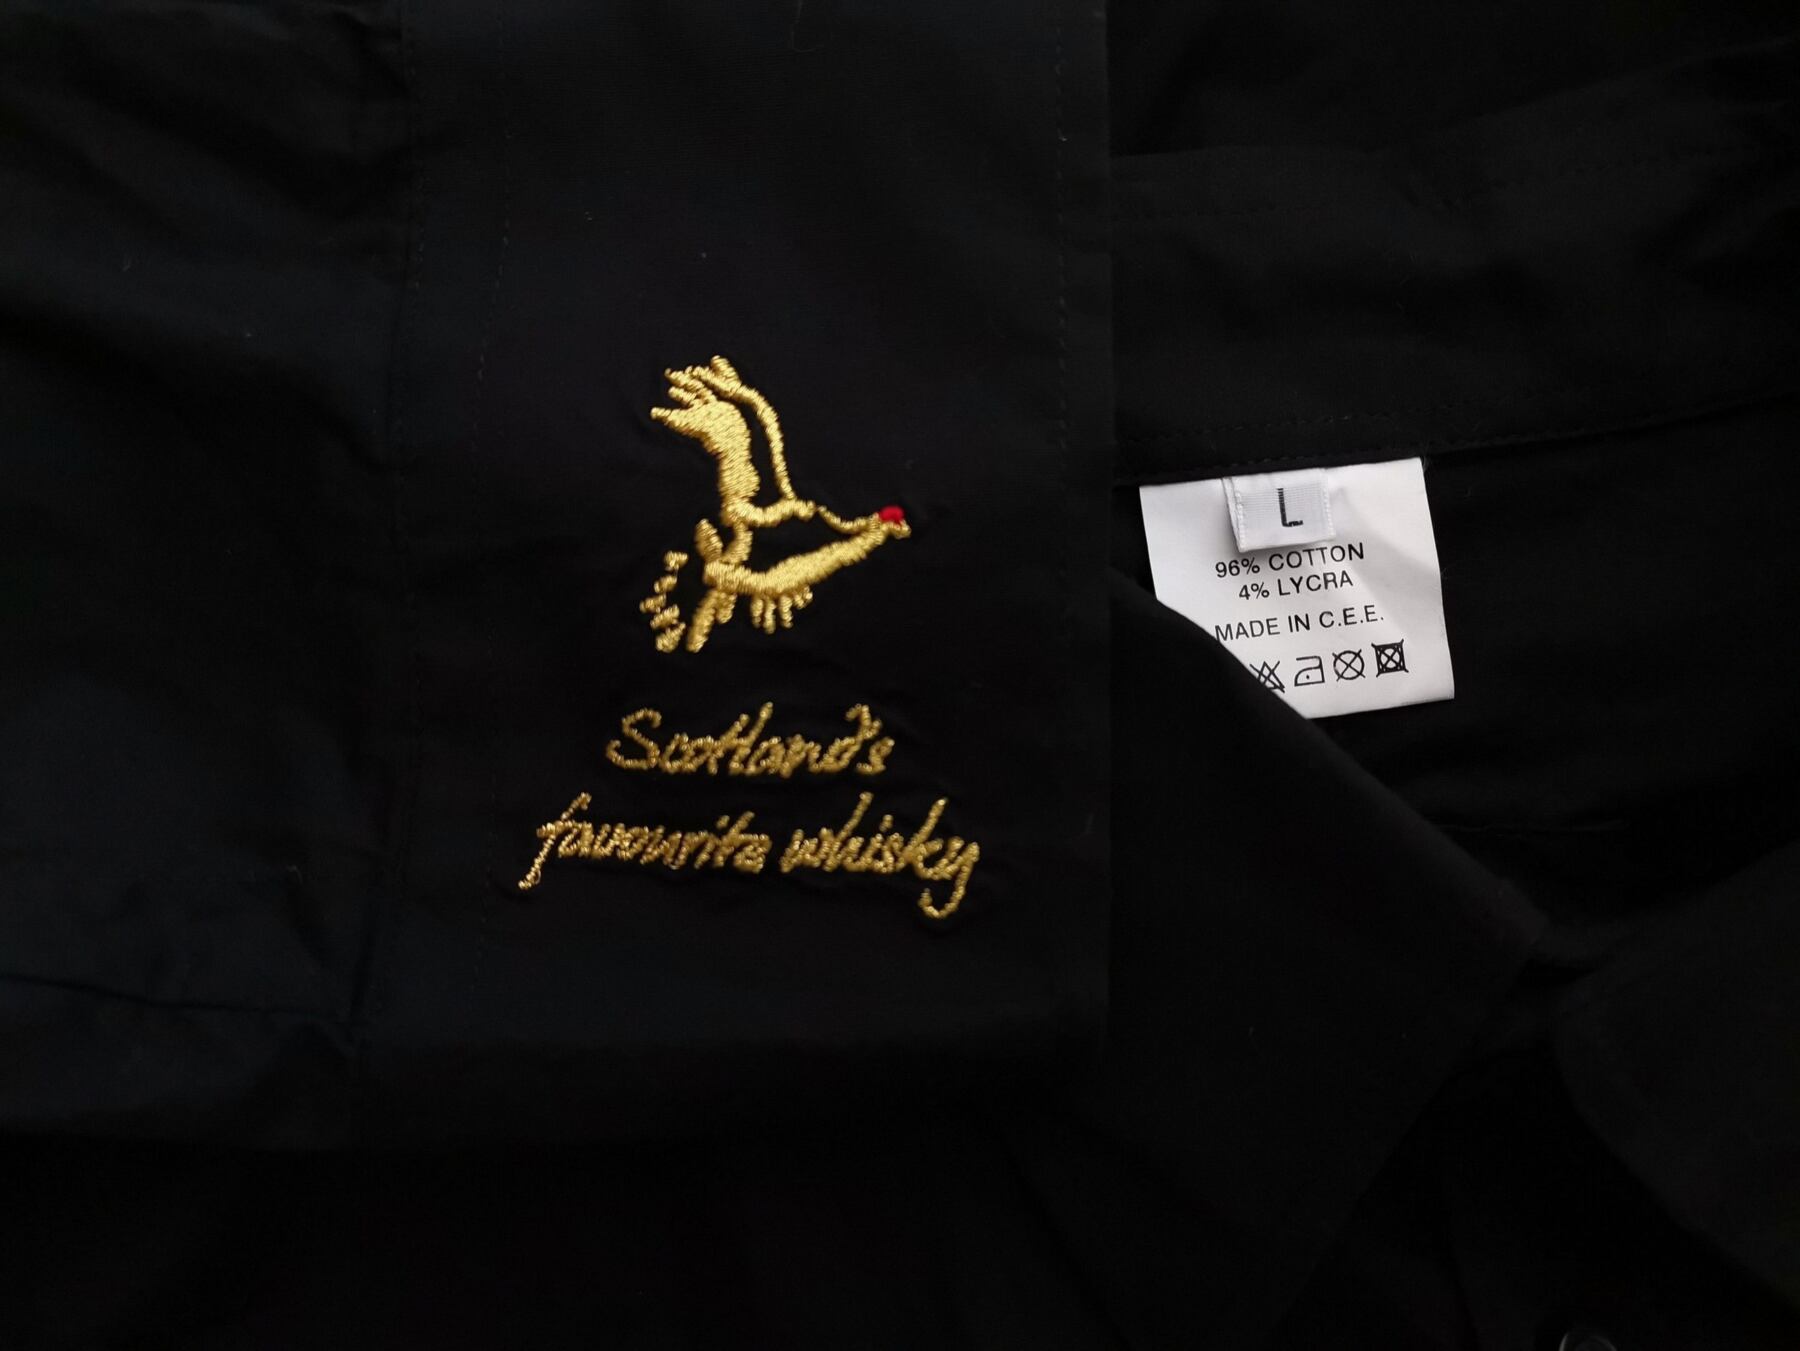 Scotland's
favourite whisky
L
96% COTTON
4% LYCRA
MADE IN C.E.E.